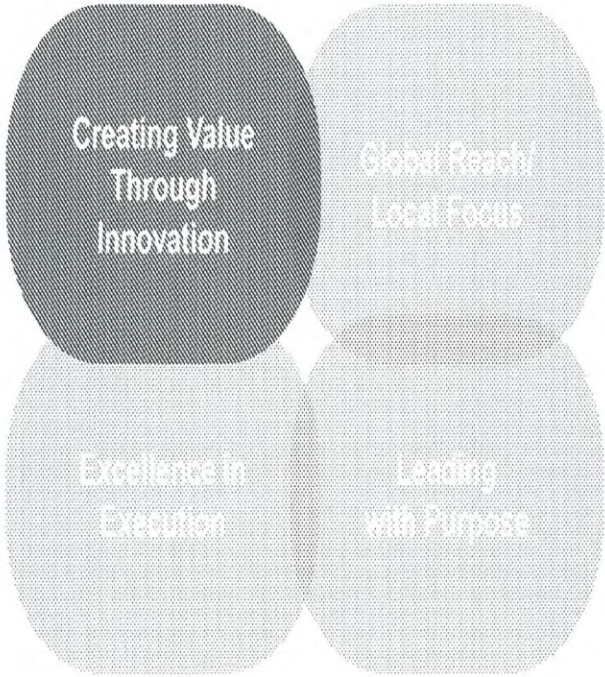 Creating Value
Through
Innovation
Global Reach/
Local Focus
Excellence in
Execution
Leading
with Purpose